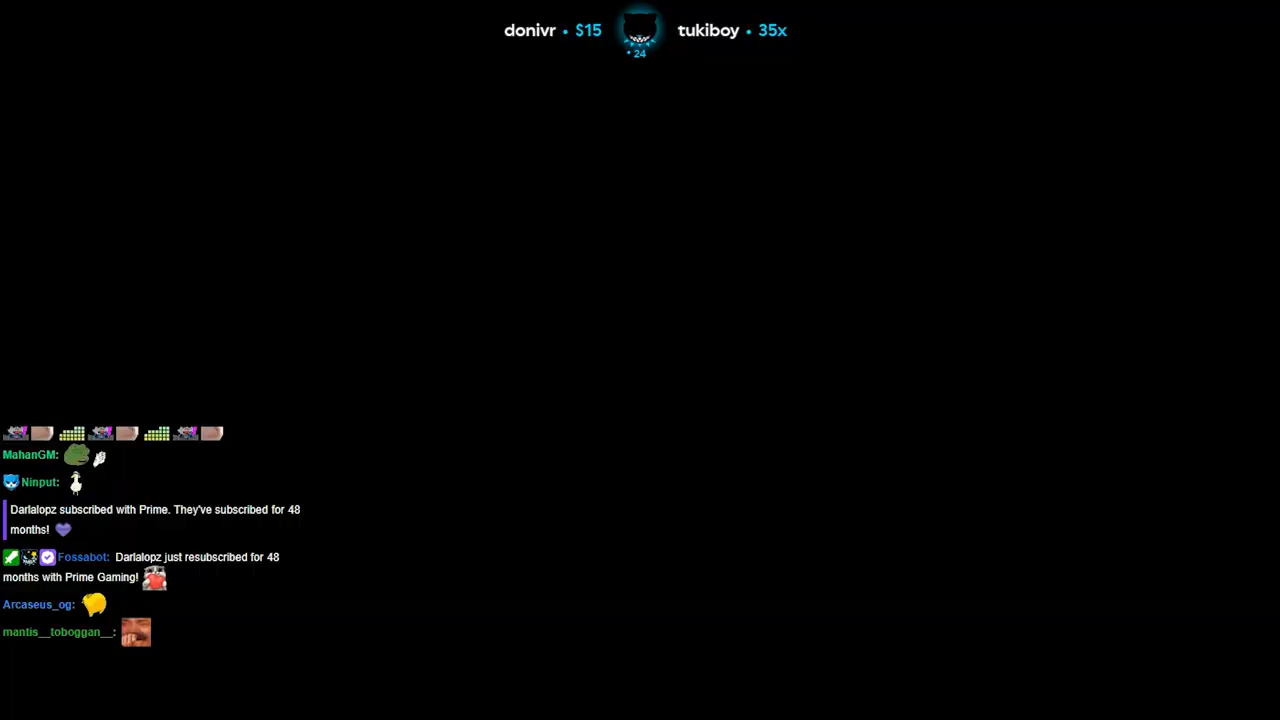 donivr • $15 tukiboy • 35x
• 24
MahanGM:
Ninput:
Darlalopz subscribed with Prime. They've subscribed for 48
months!
Fossabot: Darlalopz just resubscribed for 48
months with Prime Gaming!
Arcaseus_og:
mantis__toboggan__: